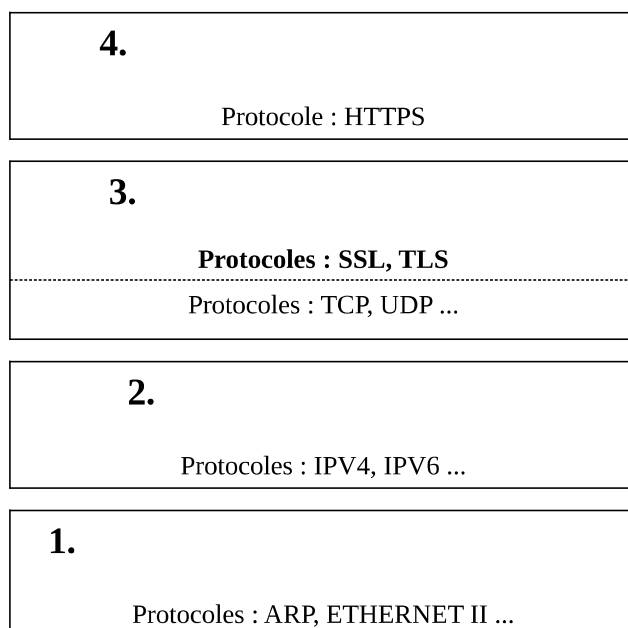 4.
Protocole : HTTPS
3.
Protocoles : SSL, TLS
Protocoles : TCP, UDP ...
2.
Protocoles : IPV4, IPV6 ...
1.
Protocoles : ARP, ETHERNET II ...